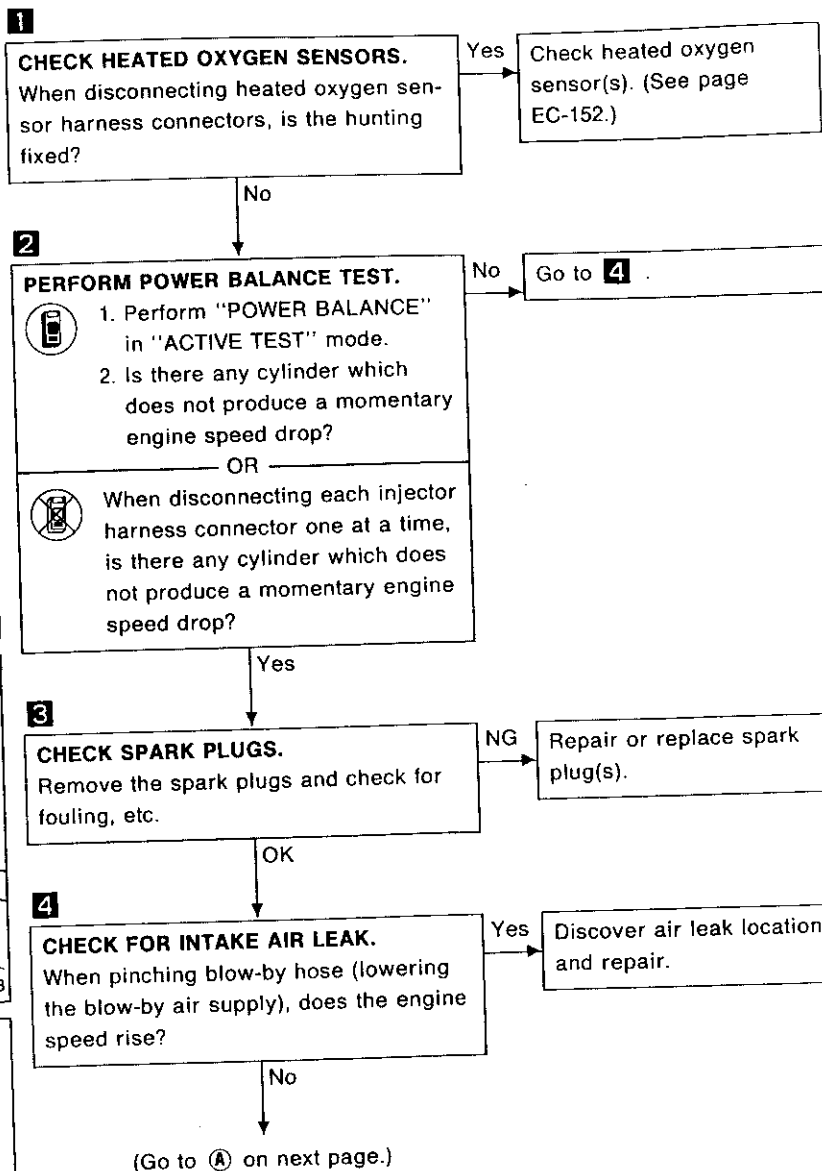 1
CHECK HEATED OXYGEN SENSORS.
When disconnecting heated oxygen sen-
sor harness connectors, is the hunting
fixed?
Yes
Check heated oxygen
sensor(s). (See page
EC-152.)
No
2
PERFORM POWER BALANCE TEST.
1. Perform "POWER BALANCE"
in "ACTIVE TEST" mode.
2. Is there any cylinder which
does not produce a momentary
engine speed drop?
OR
When disconnecting each injector
harness connector one at a time,
is there any cylinder which does
not produce a momentary engine
speed drop?
No
Go to 4 .
Yes
3
CHECK SPARK PLUGS.
Remove the spark plugs and check for
fouling, etc.
NG
Repair or replace spark
plug(s).
OK
4
CHECK FOR INTAKE AIR LEAK.
When pinching blow-by hose (lowering
the blow-by air supply), does the engine
speed rise?
Yes
Discover air leak location
and repair.
No
(Go to Ⓐ on next page.)